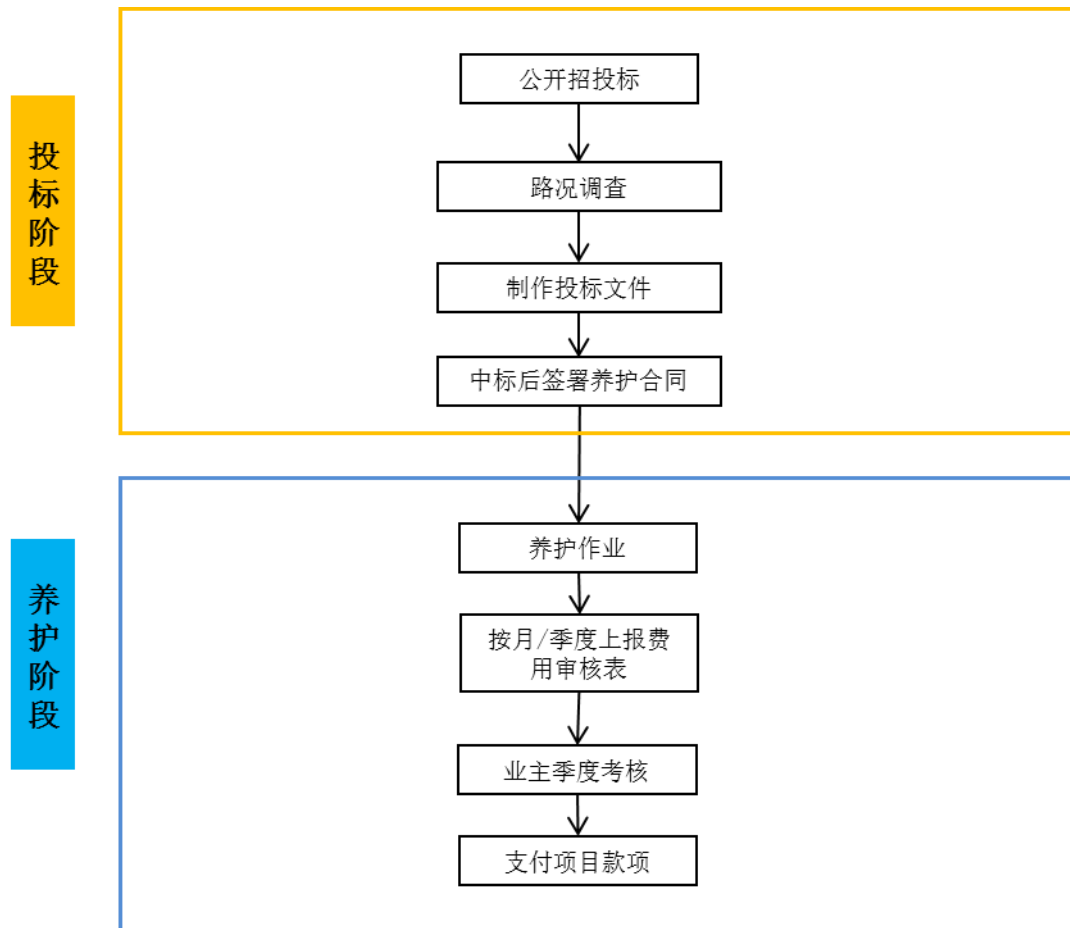 投标阶段
公开招投标
路况调查
制作投标文件
中标后签署养护合同
养护阶段
养护作业
按月/季度上报费
用审核表
业主季度考核
支付项目款项